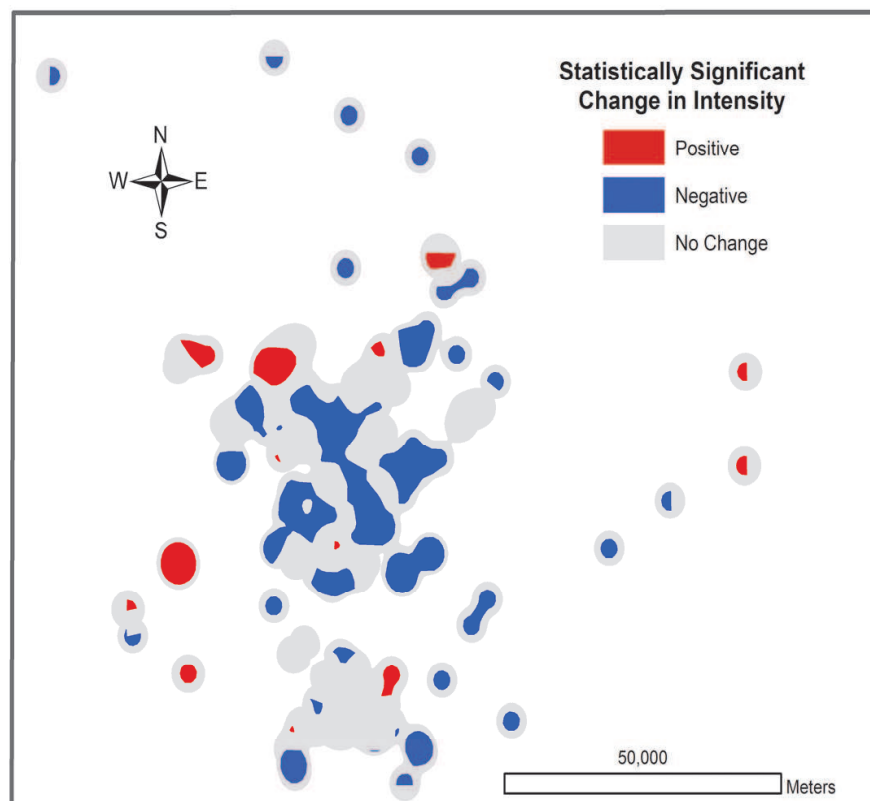 Statistically Significant
Change in Intensity
Positive
Negative
No Change
N
W E
S
50,000
Meters